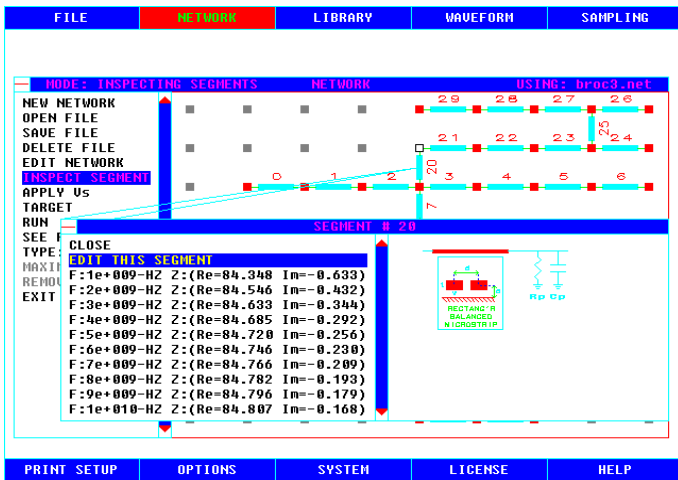 FILE NETWORK LIBRARY WAVEFORM SAMPLING
MODE: INSPECTING SEGMENTS NETWORK USING: broc3.net
NEW NETWORK
OPEN FILE
SAVE FILE
DELETE FILE
EDIT NETWORK
INSPECT SEGMENT
APPLY Vs
TARGET
RUN
SEE
TYPE:
EXIT
29 28 27 26
25
21 22 23 24
20
0 1 2 3 4 5 6
7
SEGMENT # 20
CLOSE
EDIT THIS SEGMENT
F:1e+009-HZ Z:(Re=84.348 Im=-0.633)
F:2e+009-HZ Z:(Re=84.546 Im=-0.432)
F:3e+009-HZ Z:(Re=84.633 Im=-0.344)
F:4e+009-HZ Z:(Re=84.685 Im=-0.292)
F:5e+009-HZ Z:(Re=84.720 Im=-0.256)
F:6e+009-HZ Z:(Re=84.746 Im=-0.230)
F:7e+009-HZ Z:(Re=84.766 Im=-0.209)
F:8e+009-HZ Z:(Re=84.782 Im=-0.193)
F:9e+009-HZ Z:(Re=84.796 Im=-0.179)
F:1e+010-HZ Z:(Re=84.807 Im=-0.168)
d
RECTANG'R
BALANCED
MICROSTRIP
Rp Cp
PRINT SETUP OPTIONS SYSTEM LICENSE HELP